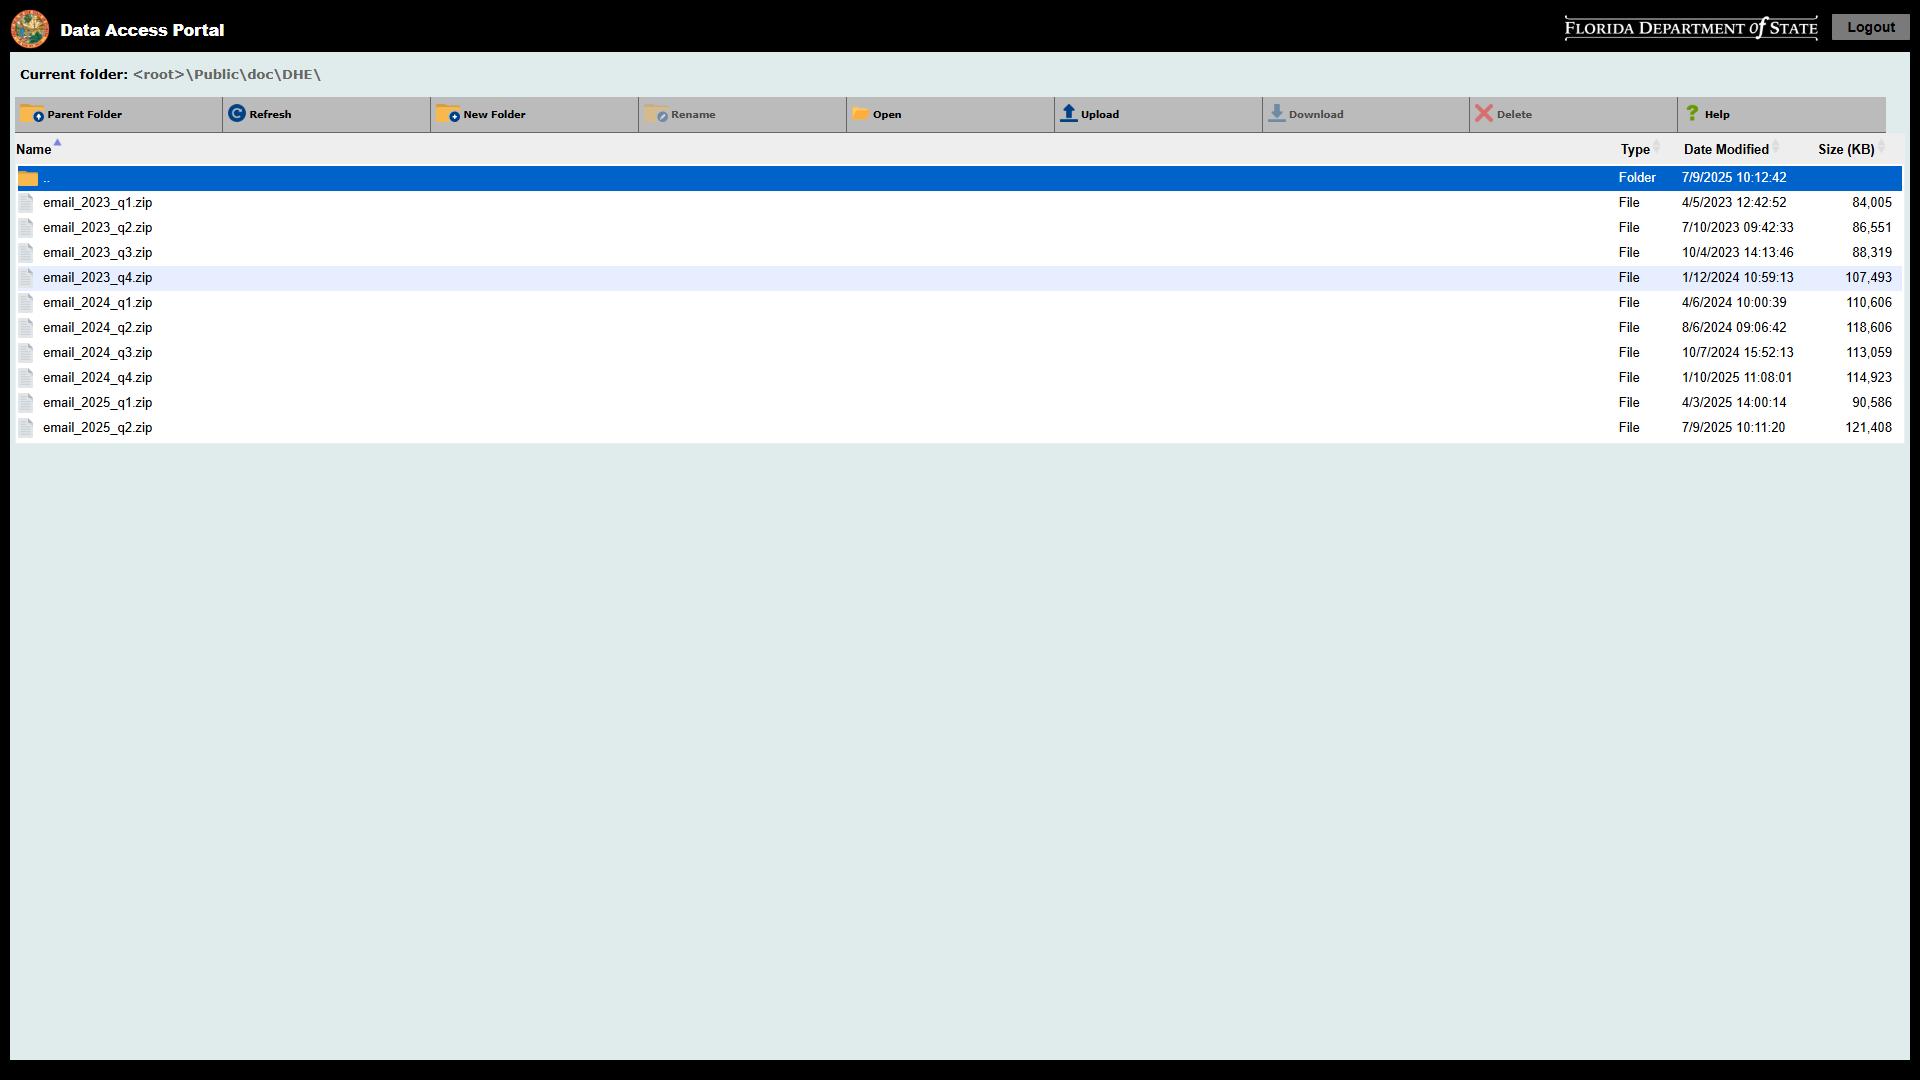 Data Access Portal
FLORIDA DEPARTMENT of STATE
Logout
Current folder: <root>\Public\doc\DHE\
Parent Folder Refresh New Folder Rename Open Upload Download Delete Help
Name Type Date Modified Size (KB)
.. Folder 7/9/2025 10:12:42
email_2023_q1.zip File 4/5/2023 12:42:52 84,005
email_2023_q2.zip File 7/10/2023 09:42:33 86,551
email_2023_q3.zip File 10/4/2023 14:13:46 88,319
email_2023_q4.zip File 1/12/2024 10:59:13 107,493
email_2024_q1.zip File 4/6/2024 10:00:39 110,606
email_2024_q2.zip File 8/6/2024 09:06:42 118,606
email_2024_q3.zip File 10/7/2024 15:52:13 113,059
email_2024_q4.zip File 1/10/2025 11:08:01 114,923
email_2025_q1.zip File 4/3/2025 14:00:14 90,586
email_2025_q2.zip File 7/9/2025 10:11:20 121,408